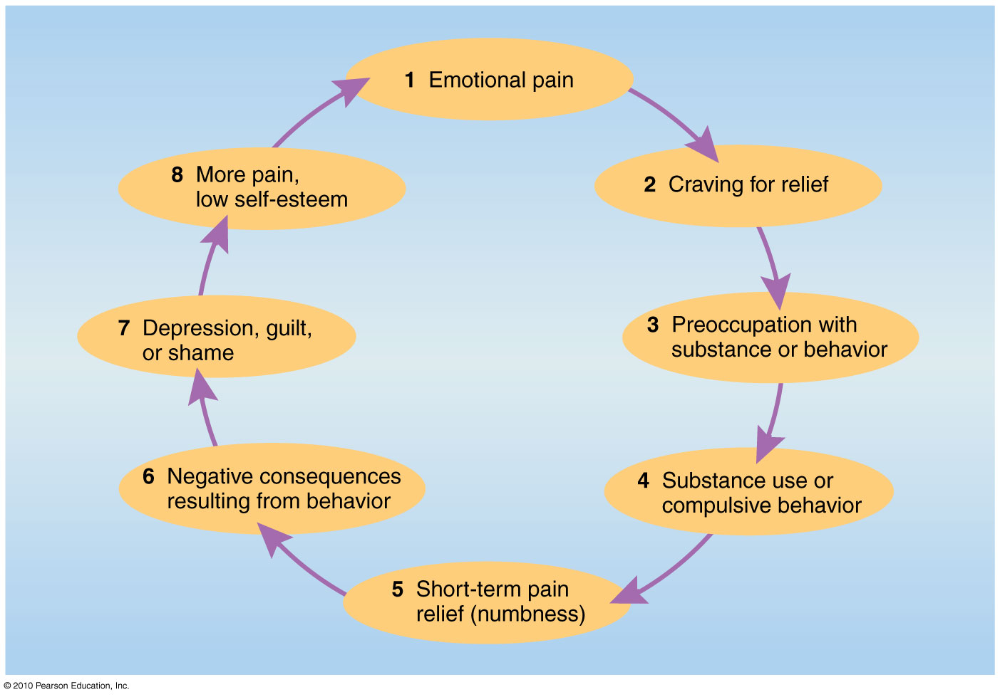 1 Emotional pain
2 Craving for relief
3 Preoccupation with
substance or behavior
4 Substance use or
compulsive behavior
5 Short-term pain
relief (numbness)
6 Negative consequences
resulting from behavior
7 Depression, guilt,
or shame
8 More pain,
low self-esteem
© 2010 Pearson Education, Inc.